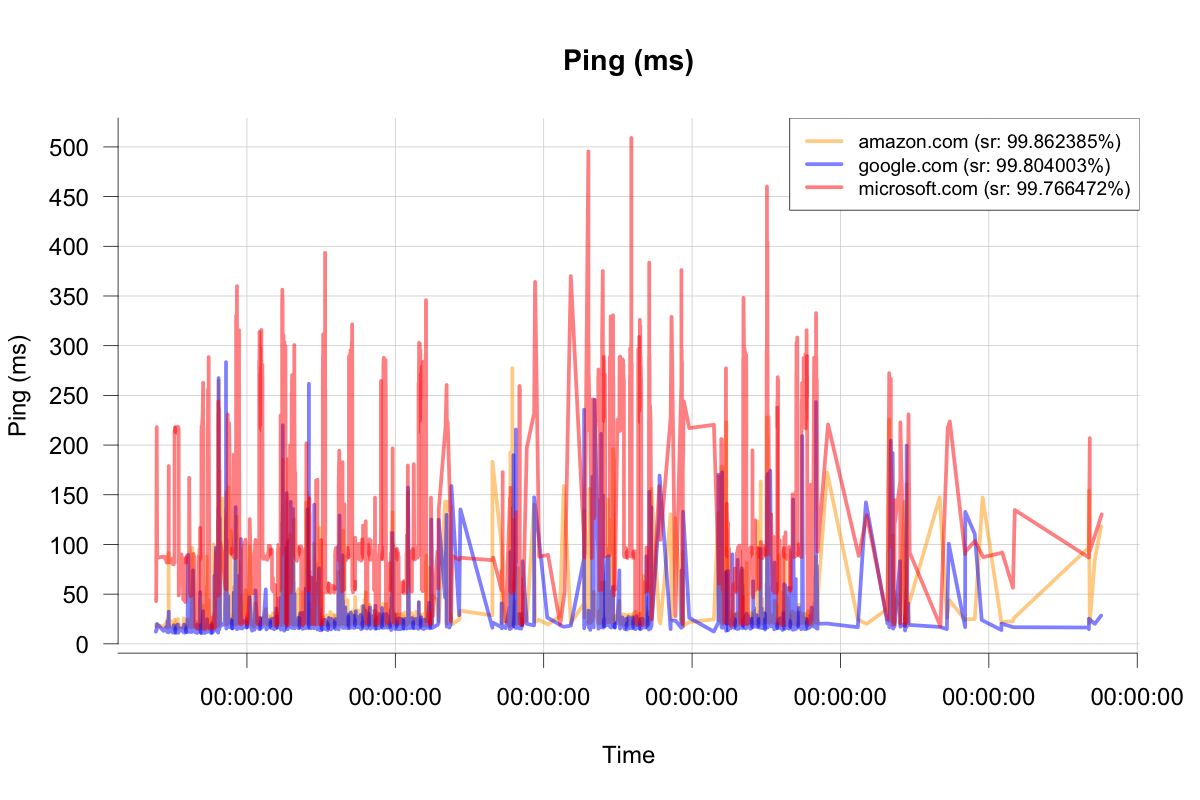 Ping (ms)
amazon.com (sr: 99.862385%)
google.com (sr: 99.804003%)
microsoft.com (sr: 99.766472%)
500
450
400
350
300
250
200
150
100
50
0
Ping (ms)
00:00:00 00:00:00 00:00:00 00:00:00 00:00:00 00:00:00 00:00:00
Time